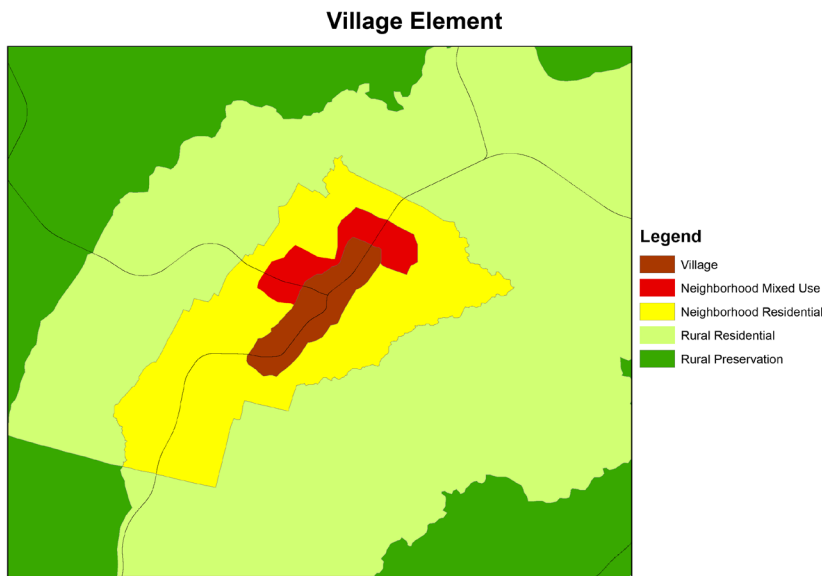 Village Element
Legend
Village
Neighborhood Mixed Use
Neighborhood Residential
Rural Residential
Rural Preservation